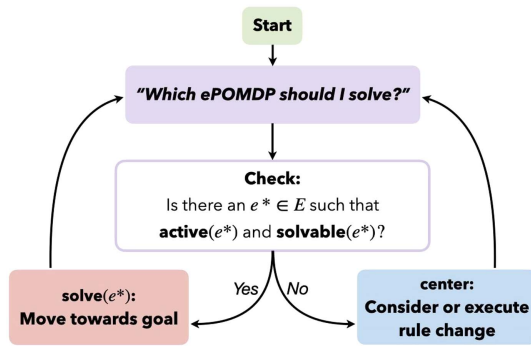 Start
"Which ePOMDP should I solve?"
Check:
Is there an e* ∈ E such that
active(e*) and solvable(e*)?
Yes
No
solve(e*):
Move towards goal
center:
Consider or execute
rule change